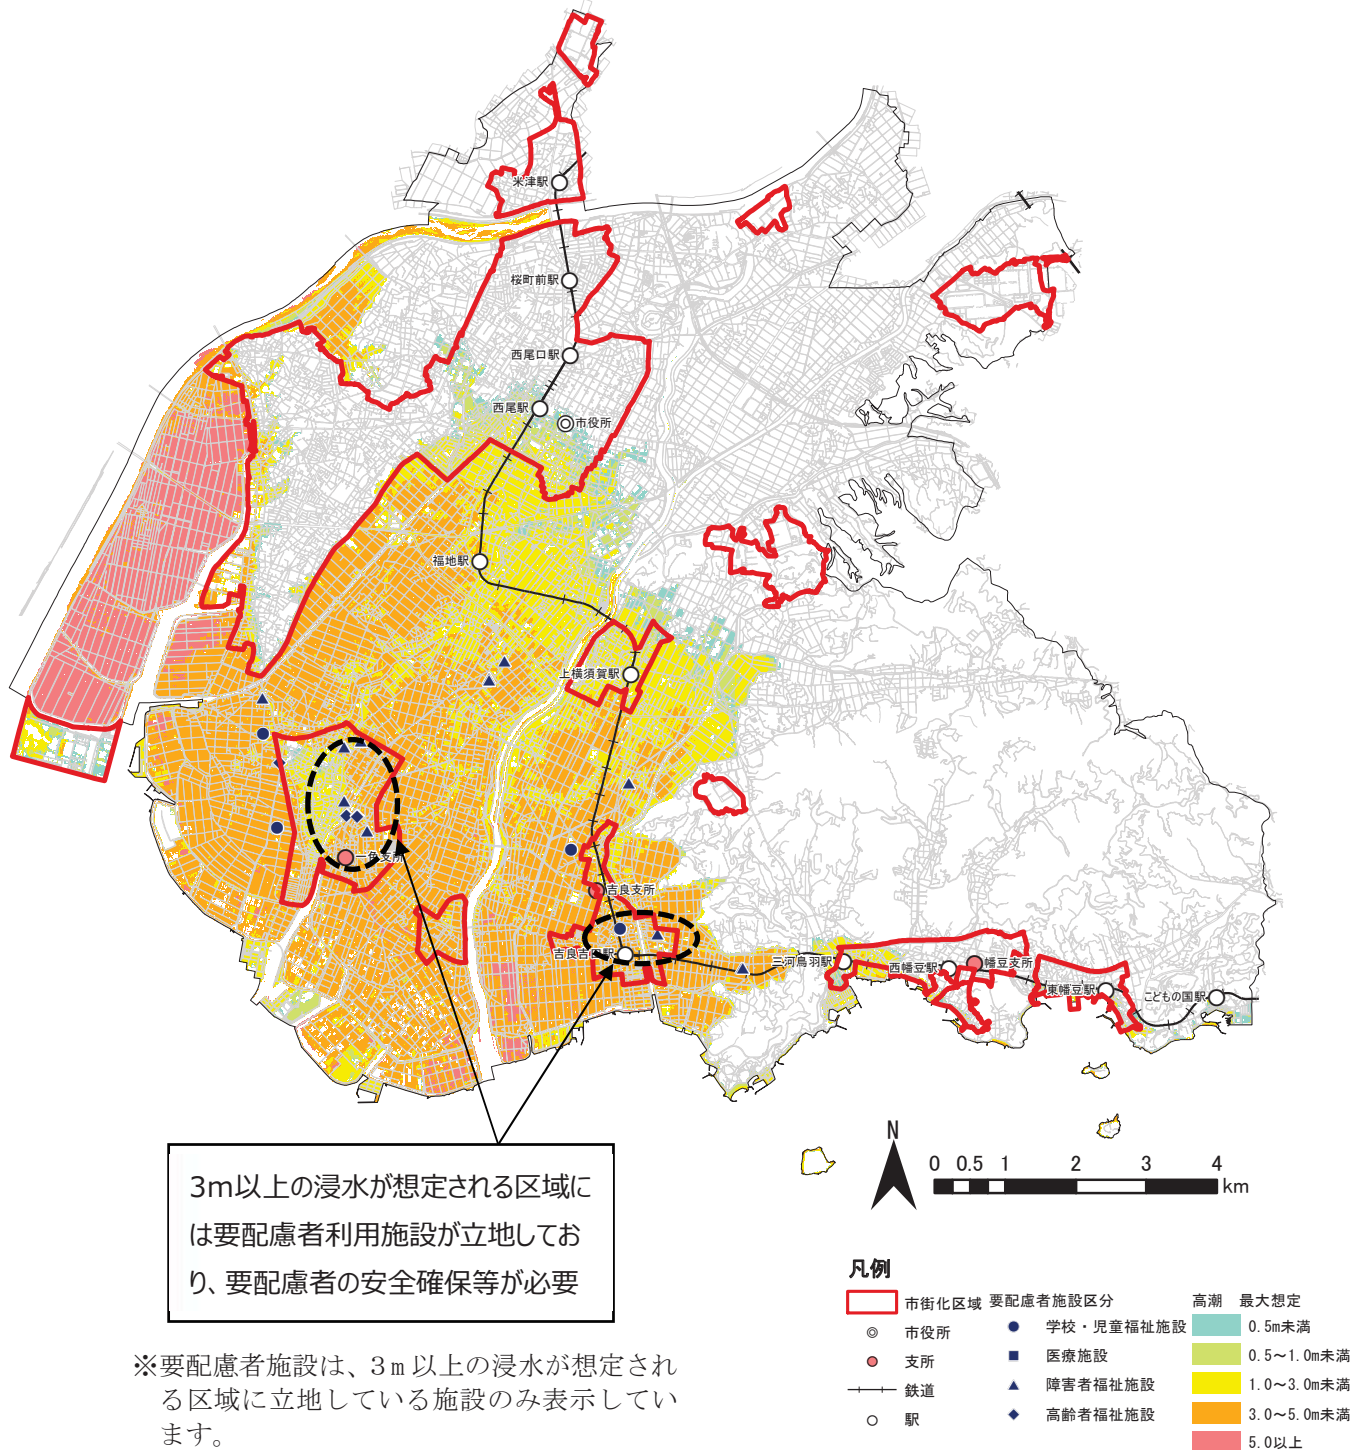 米津駅
桜町前駅
西尾口駅
西尾駅
市役所
福地駅
上横須賀駅
一色支所
吉良支所
吉良吉田駅
三河鳥羽駅
西幡豆駅
幡豆支所
東幡豆駅
こどもの国駅
3m以上の浸水が想定される区域に
は要配慮者利用施設が立地してお
り、要配慮者の安全確保等が必要
※要配慮者施設は、3m以上の浸水が想定され
る区域に立地している施設のみ表示してい
ます。
N
0 0.5 1 2 3 4
km
凡例
市街化区域
市役所
支所
鉄道
駅
要配慮者施設区分
学校・児童福祉施設
医療施設
障害者福祉施設
高齢者福祉施設
高潮 最大想定
0.5m未満
0.5～1.0m未満
1.0～3.0m未満
3.0～5.0m未満
5.0以上